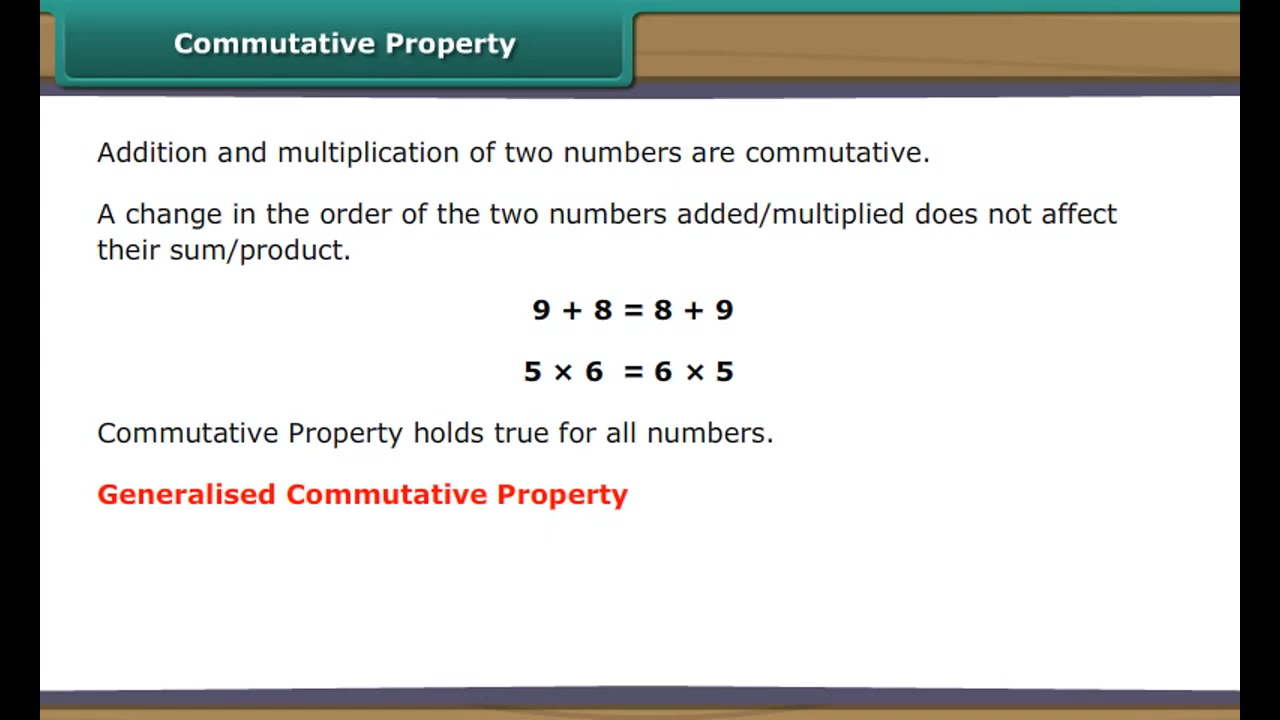 Commutative Property
Addition and multiplication of two numbers are commutative.
A change in the order of the two numbers added/multiplied does not affect
their sum/product.
9 + 8 = 8 + 9
5 × 6 = 6 × 5
Commutative Property holds true for all numbers.
Generalised Commutative Property